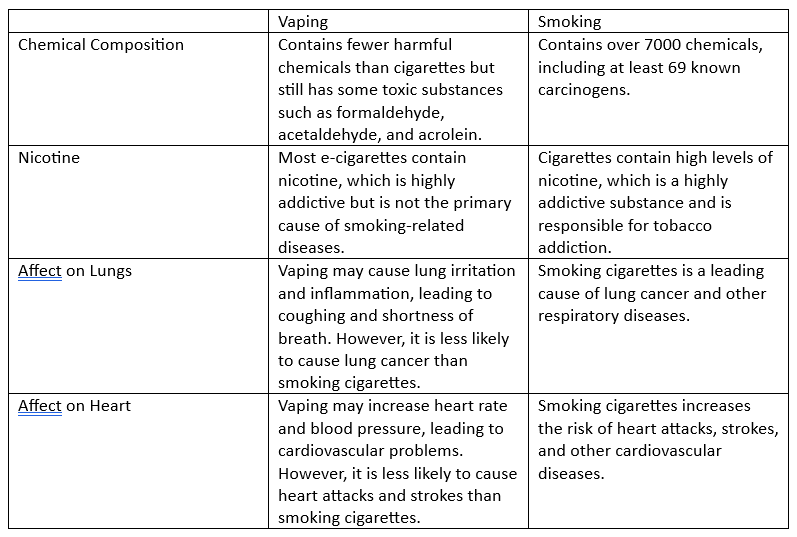 Vaping
Smoking
Chemical Composition
Contains fewer harmful
chemicals than cigarettes but
still has some toxic substances
such as formaldehyde,
acetaldehyde, and acrolein.
Contains over 7000 chemicals,
including at least 69 known
carcinogens.
Nicotine
Most e-cigarettes contain
nicotine, which is highly
addictive but is not the primary
cause of smoking-related
diseases.
Cigarettes contain high levels of
nicotine, which is a highly
addictive substance and is
responsible for tobacco
addiction.
Affect on Lungs
Vaping may cause lung irritation
and inflammation, leading to
coughing and shortness of
breath. However, it is less likely
to cause lung cancer than
smoking cigarettes.
Smoking cigarettes is a leading
cause of lung cancer and other
respiratory diseases.
Affect on Heart
Vaping may increase heart rate
and blood pressure, leading to
cardiovascular problems.
However, it is less likely to cause
heart attacks and strokes than
smoking cigarettes.
Smoking cigarettes increases
the risk of heart attacks, strokes,
and other cardiovascular
diseases.